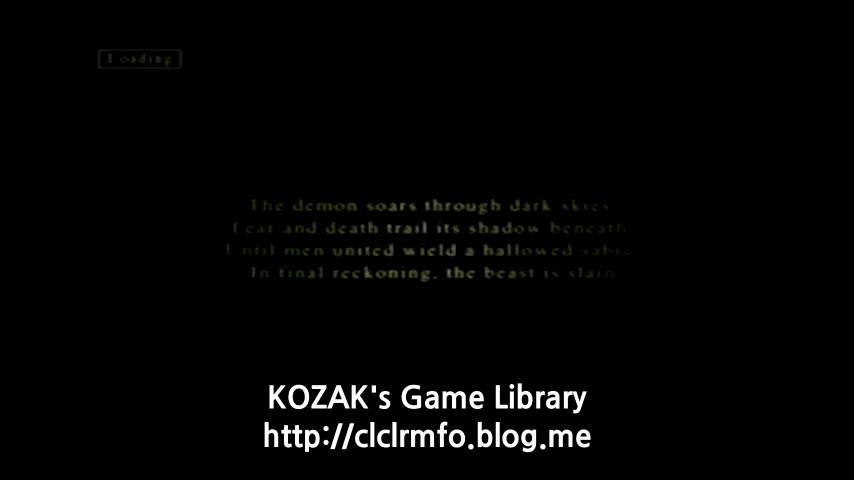 Loading
The demon soars through dark skies
Fear and death trail its shadow beneath
Until men united wield a hallowed sabre
In final reckoning, the beast is slain
KOZAK's Game Library
http://clclrmfo.blog.me